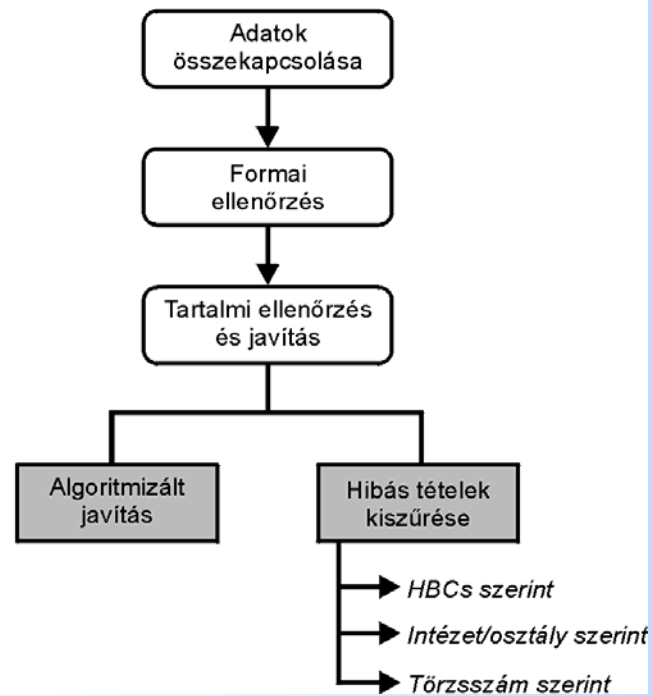 Adatok
összekapcsolása
Formai
ellenőrzés
Tartalmi ellenőrzés
és javítás
Algoritmizált
javítás
Hibás tételek
kiszűrése
HBCs szerint
Intézet/osztály szerint
Törzsszám szerint